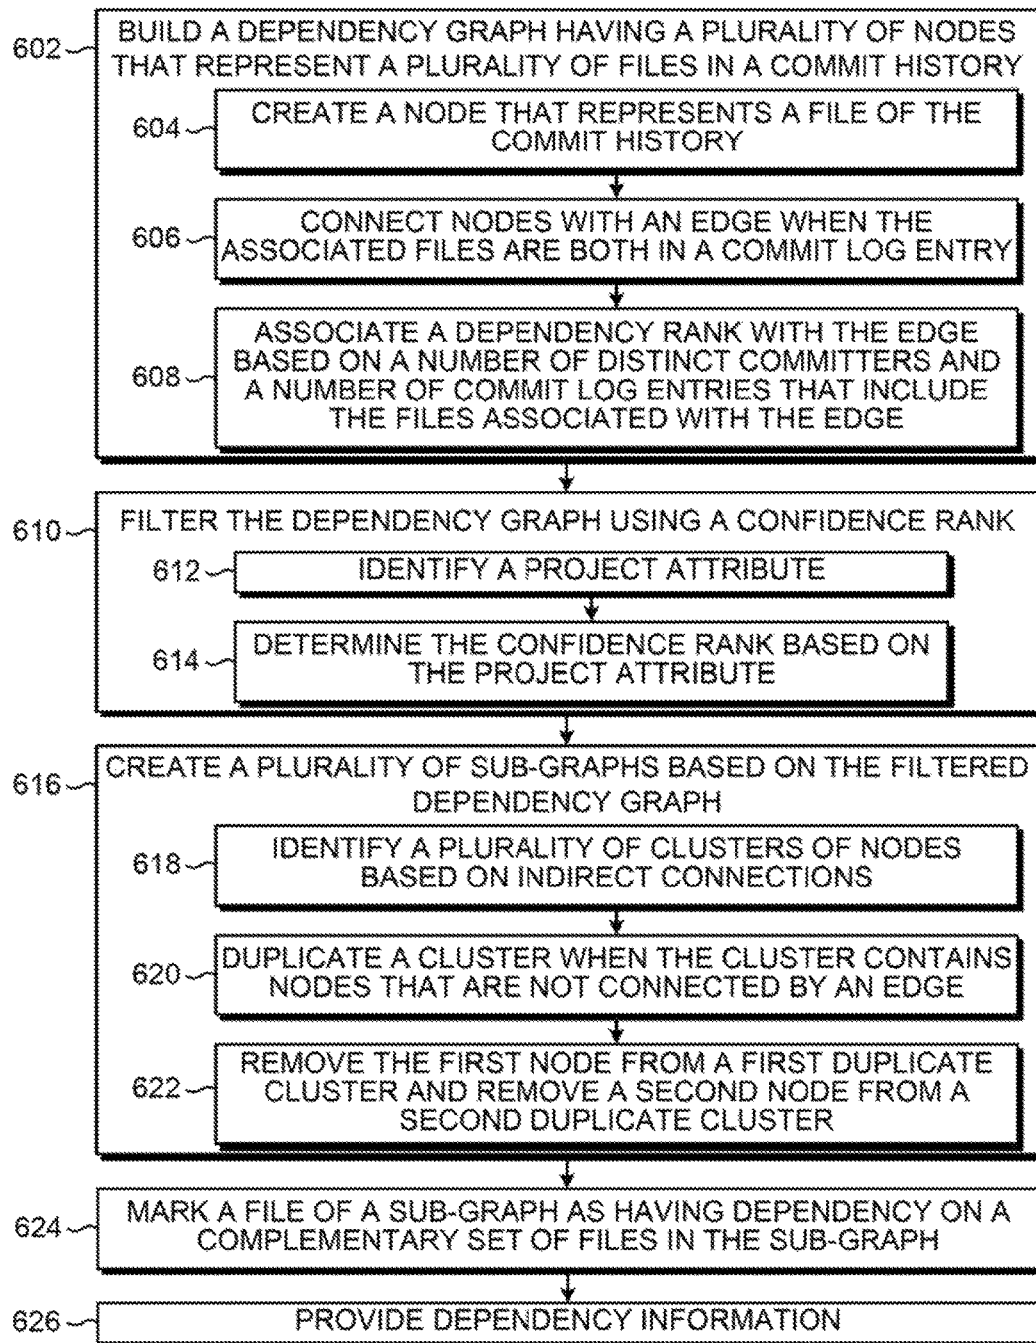 602
BUILD A DEPENDENCY GRAPH HAVING A PLURALITY OF NODES
THAT REPRESENT A PLURALITY OF FILES IN A COMMIT HISTORY
604
CREATE A NODE THAT REPRESENTS A FILE OF THE
COMMIT HISTORY
606
CONNECT NODES WITH AN EDGE WHEN THE
ASSOCIATED FILES ARE BOTH IN A COMMIT LOG ENTRY
608
ASSOCIATE A DEPENDENCY RANK WITH THE EDGE
BASED ON A NUMBER OF DISTINCT COMMITTERS AND
A NUMBER OF COMMIT LOG ENTRIES THAT INCLUDE
THE FILES ASSOCIATED WITH THE EDGE
610
FILTER THE DEPENDENCY GRAPH USING A CONFIDENCE RANK
612
IDENTIFY A PROJECT ATTRIBUTE
614
DETERMINE THE CONFIDENCE RANK BASED ON
THE PROJECT ATTRIBUTE
616
CREATE A PLURALITY OF SUB-GRAPHS BASED ON THE FILTERED
DEPENDENCY GRAPH
618
IDENTIFY A PLURALITY OF CLUSTERS OF NODES
BASED ON INDIRECT CONNECTIONS
620
DUPLICATE A CLUSTER WHEN THE CLUSTER CONTAINS
NODES THAT ARE NOT CONNECTED BY AN EDGE
622
REMOVE THE FIRST NODE FROM A FIRST DUPLICATE
CLUSTER AND REMOVE A SECOND NODE FROM A
SECOND DUPLICATE CLUSTER
624
MARK A FILE OF A SUB-GRAPH AS HAVING DEPENDENCY ON A
COMPLEMENTARY SET OF FILES IN THE SUB-GRAPH
626
PROVIDE DEPENDENCY INFORMATION